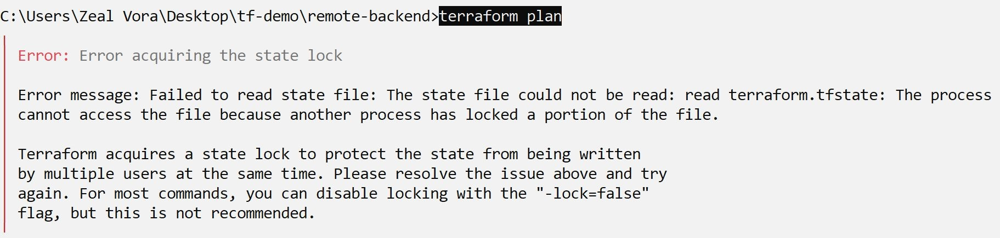 C:\Users\Zeal Vora\Desktop\tf-demo\remote-backend>terraform plan
Error: Error acquiring the state lock
Error message: Failed to read state file: The state file could not be read: read terraform.tfstate: The process
cannot access the file because another process has locked a portion of the file.
Terraform acquires a state lock to protect the state from being written
by multiple users at the same time. Please resolve the issue above and try
again. For most commands, you can disable locking with the "-lock=false"
flag, but this is not recommended.